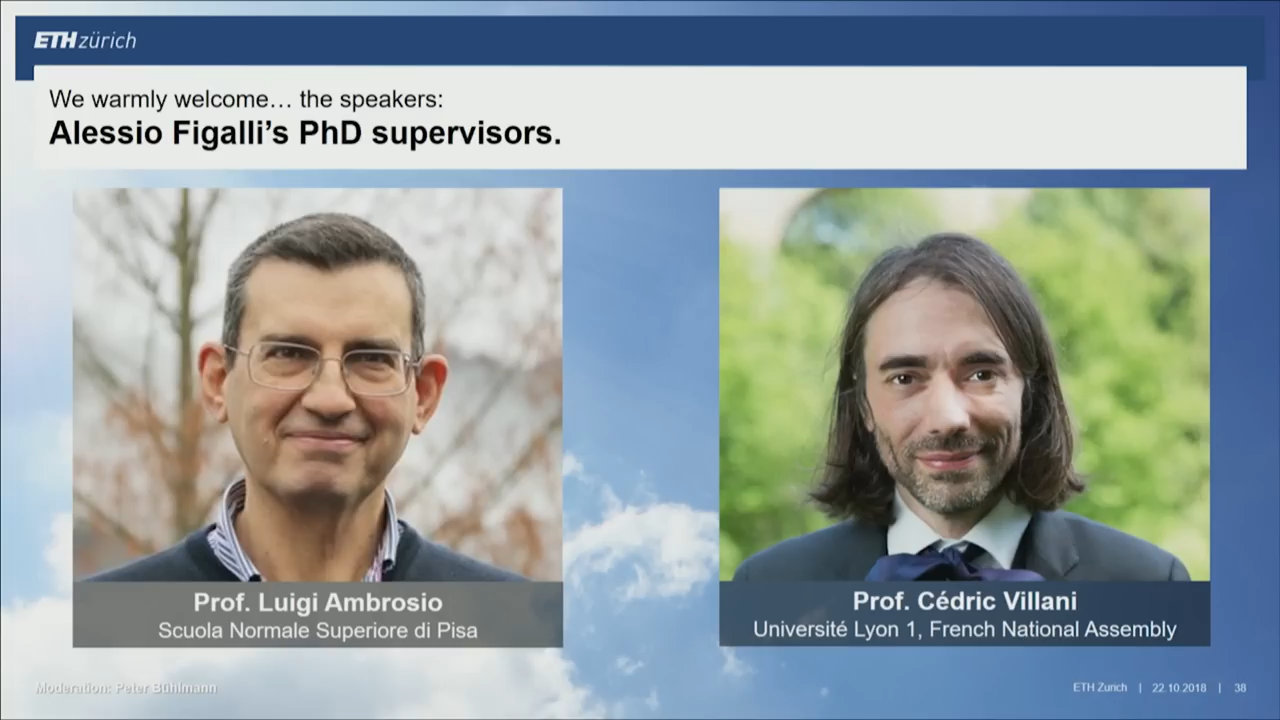 ETH zürich
We warmly welcome… the speakers:
Alessio Figalli’s PhD supervisors.
Prof. Luigi Ambrosio
Scuola Normale Superiore di Pisa
Prof. Cédric Villani
Université Lyon 1, French National Assembly
Moderation: Peter Bühlmann
ETH Zurich | 22.10.2018 | 38